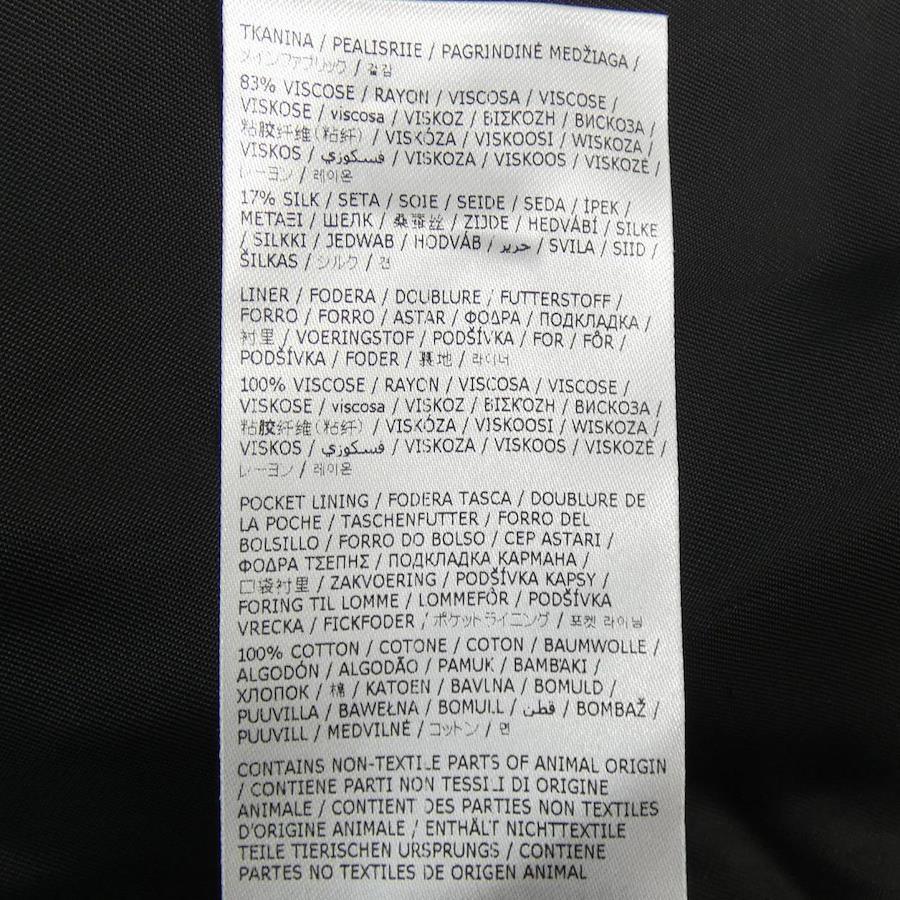 TKANINA / PEALISRIIE / PAGRINDINĖ MEDŽIAGA /
メインファブリック / 겉감
83% VISCOSE / RAYON / VISCOSA / VISCOSE /
VISKOSE / viscosa / VISKOZ / ΒΙΣΚΟΖΗ / ВИСКОЗА /
粘胶纤维(粘纤) / VISKÓZA / VISKOOSI / WISKOZA /
VISKOS / فسكوزي / VISKOZA / VISKOOS / VISKOZĖ /
レーヨン / 레이온
17% SILK / SETA / SOIE / SEIDE / SEDA / İPEK /
ΜΕΤΑΞΙ / ШЕЛК / 桑蚕丝 / ZIJDE / HEDVÁBÍ / SILKE
/ SILKKI / JEDWAB / HODVÁB / حرير / SVILA / SIID /
ŠILKAS / シルク / 견
LINER / FODERA / DOUBLURE / FUTTERSTOFF /
FORRO / FORRO / ASTAR / ΦΟΔΡΑ / ПОДКЛАДКА /
衬里 / VOERINGSTOF / PODŠÍVKA / FOR / FÔR /
PODŠÍVKA / FODER / 裏地 / 라이너
100% VISCOSE / RAYON / VISCOSA / VISCOSE /
VISKOSE / viscosa / VISKOZ / ΒΙΣΚΟΖΗ / ВИСКОЗА /
粘胶纤维(粘纤) / VISKÓZA / VISKOOSI / WISKOZA /
VISKOS / فسكوزي / VISKOZA / VISKOOS / VISKOZĖ /
レーヨン / 레이온
POCKET LINING / FODERA TASCA / DOUBLURE DE
LA POCHE / TASCHENFUTTER / FORRO DEL
BOLSILLO / FORRO DO BOLSO / CEP ASTARI /
ΦΟΔΡΑ ΤΣΕΠΗΣ / ПОДКЛАДКА КАРМАНА /
口袋衬里 / ZAKVOERING / PODŠÍVKA KAPSY /
FORING TIL LOMME / LOMMEFÒR / PODŠÍVKA
VRECKA / FICKFODER / ポケットライニング / 포켓 라이닝
100% COTTON / COTONE / COTON / BAUMWOLLE /
ALGODÓN / ALGODÃO / PAMUK / ΒΑΜΒΑΚΙ /
ХЛОПОК / 棉 / KATOEN / BAVLNA / BOMULD /
PUUVILLA / BAWEŁNA / BOMULL / قطن / BOMBAŽ /
PUUVILL / MEDVILNĖ / コットン / 면
CONTAINS NON-TEXTILE PARTS OF ANIMAL ORIGIN
/ CONTIENE PARTI NON TESSILI DI ORIGINE
ANIMALE / CONTIENT DES PARTIES NON TEXTILES
D'ORIGINE ANIMALE / ENTHÄLT NICHTTEXTILE
TEILE TIERISCHEN URSPRUNGS / CONTIENE
PARTES NO TEXTILES DE ORIGEN ANIMAL